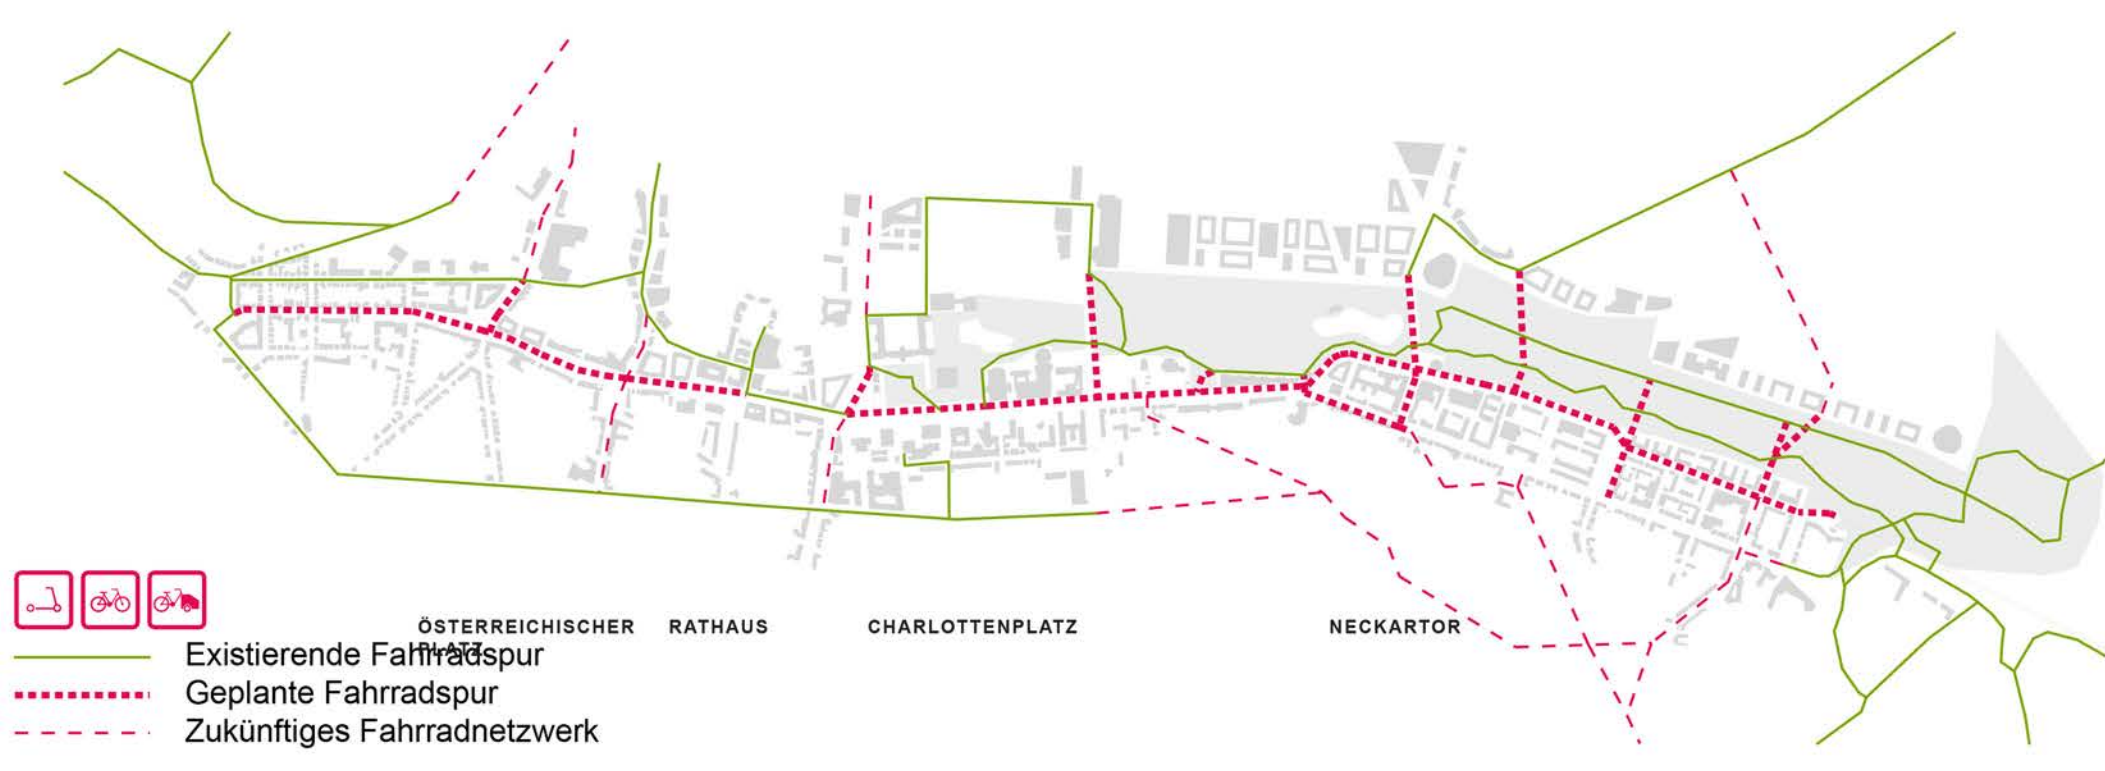 ÖSTERREICHISCHER PLATZ
RATHAUS
CHARLOTTENPLATZ
NECKARTOR
Existierende Fahrradspur
Geplante Fahrradspur
Zukünftiges Fahrradnetzwerk